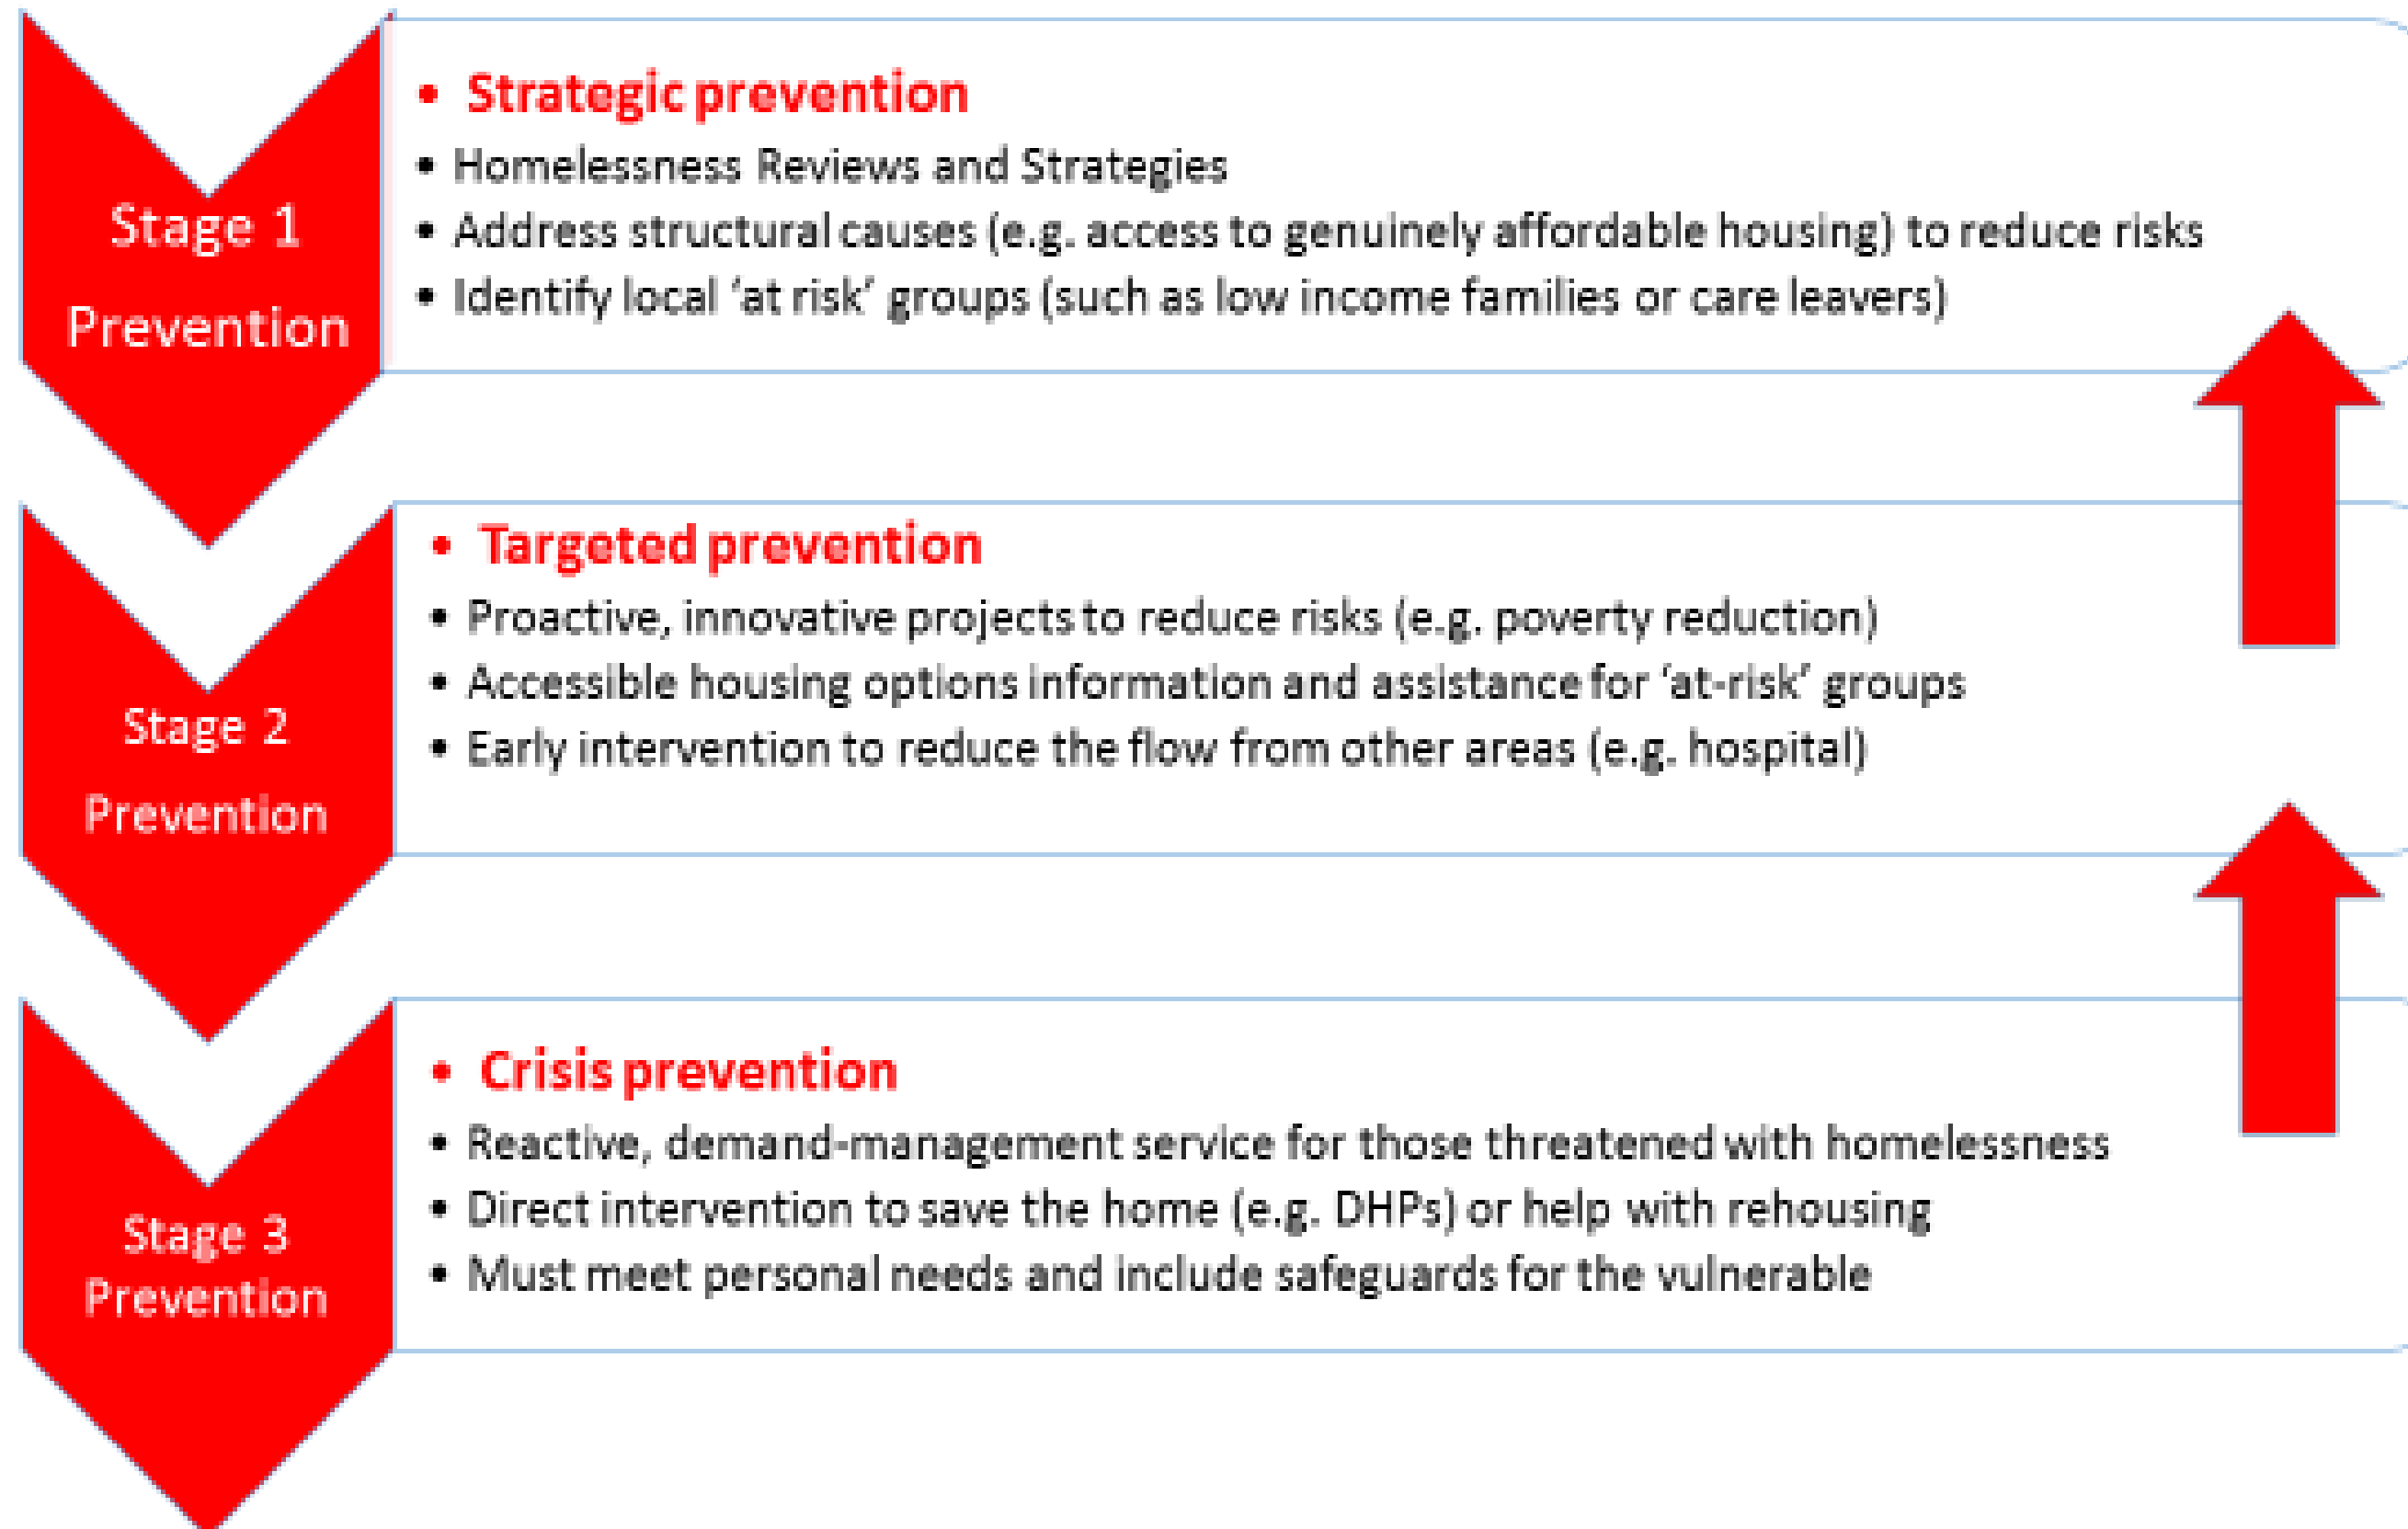 Stage 1
Prevention
• Strategic prevention
• Homelessness Reviews and Strategies
• Address structural causes (e.g. access to genuinely affordable housing) to reduce risks
• Identify local ‘at risk’ groups (such as low income families or care leavers)
Stage 2
Prevention
• Targeted prevention
• Proactive, innovative projects to reduce risks (e.g. poverty reduction)
• Accessible housing options information and assistance for ‘at-risk’ groups
• Early intervention to reduce the flow from other areas (e.g. hospital)
Stage 3
Prevention
• Crisis prevention
• Reactive, demand-management service for those threatened with homelessness
• Direct intervention to save the home (e.g. DHPs) or help with rehousing
• Must meet personal needs and include safeguards for the vulnerable